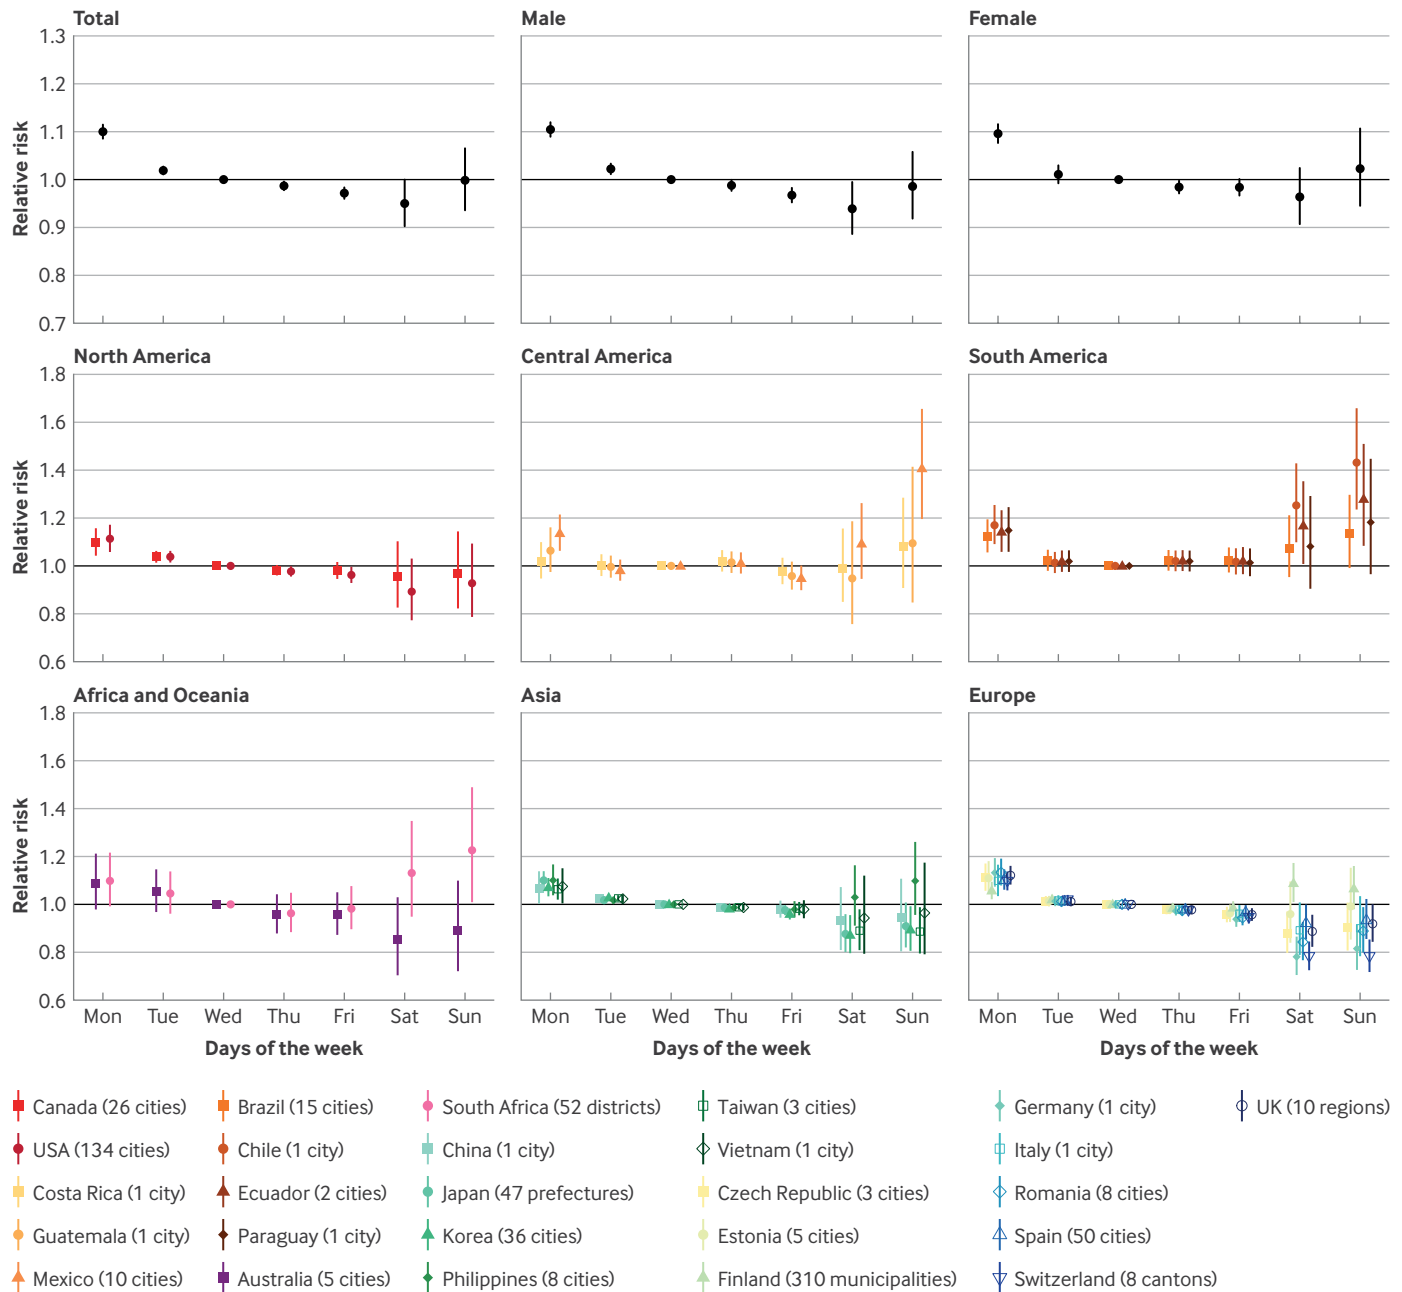 Total
Male
Female
Relative risk
1.3
1.2
1.1
1.0
0.9
0.8
0.7
North America
Central America
South America
Relative risk
1.8
1.6
1.4
1.2
1.0
0.8
0.6
Africa and Oceania
Asia
Europe
Relative risk
1.8
1.6
1.4
1.2
1.0
0.8
0.6
Mon Tue Wed Thu Fri Sat Sun
Mon Tue Wed Thu Fri Sat Sun
Mon Tue Wed Thu Fri Sat Sun
Days of the week
Days of the week
Days of the week
Canada (26 cities)
USA (134 cities)
Costa Rica (1 city)
Guatemala (1 city)
Mexico (10 cities)
Brazil (15 cities)
Chile (1 city)
Ecuador (2 cities)
Paraguay (1 city)
Australia (5 cities)
South Africa (52 districts)
China (1 city)
Japan (47 prefectures)
Korea (36 cities)
Philippines (8 cities)
Taiwan (3 cities)
Vietnam (1 city)
Czech Republic (3 cities)
Estonia (5 cities)
Finland (310 municipalities)
Germany (1 city)
Italy (1 city)
Romania (8 cities)
Spain (50 cities)
Switzerland (8 cantons)
UK (10 regions)